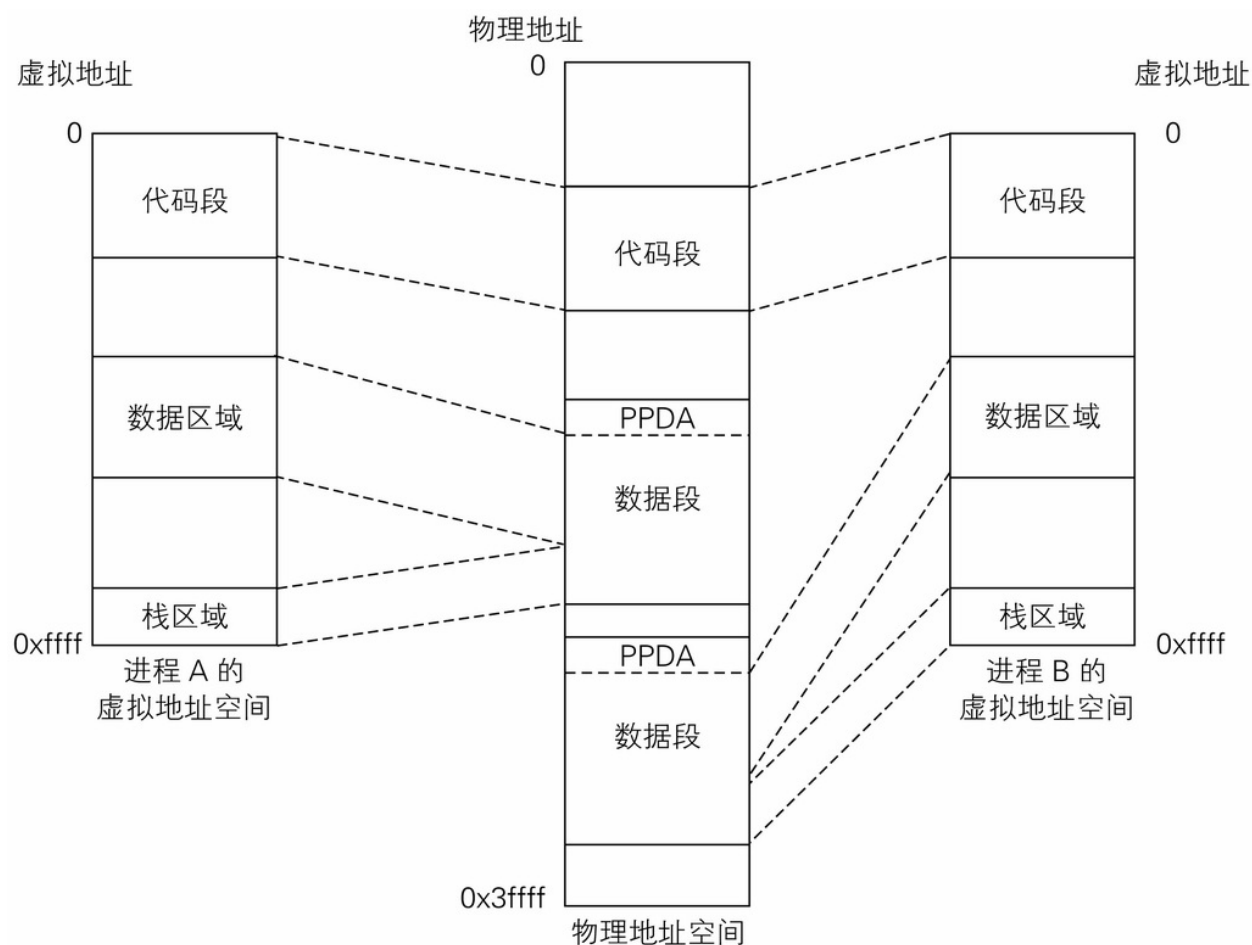 物理地址
虚拟地址
虚拟地址
0
0
0
代码段
代码段
代码段
PPDA
数据区域
数据区域
数据段
栈区域
栈区域
0xffff
0xffff
PPDA
进程 A 的
虚拟地址空间
进程 B 的
虚拟地址空间
数据段
0x3ffff
物理地址空间